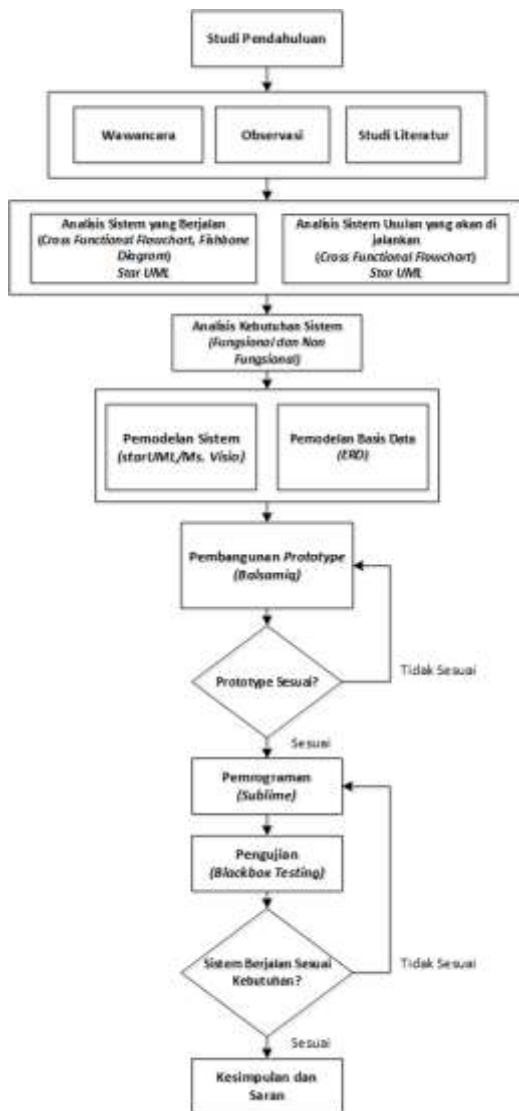 Studi Pendahuluan
Wawancara
Observasi
Studi Literatur
Analisis Sistem yang Berjalan
(Cross Functional Flowchart, Fishbone
Diagram)
Star UML
Analisis Sistem Usulan yang akan di
jalankan
(Cross Functional Flowchart)
Star UML
Analisis Kebutuhan Sistem
(Fungsional dan Non
Fungsional)
Pemodelan Sistem
(starUML/Ms. Visio)
Pemodelan Basis Data
(ERD)
Pembangunan Prototype
(Balsamiq)
Prototype Sesuai?
Tidak Sesuai
Sesuai
Pemrograman
(Sublime)
Pengujian
(Blackbox Testing)
Sistem Berjalan Sesuai
Kebutuhan?
Tidak Sesuai
Sesuai
Kesimpulan dan
Saran